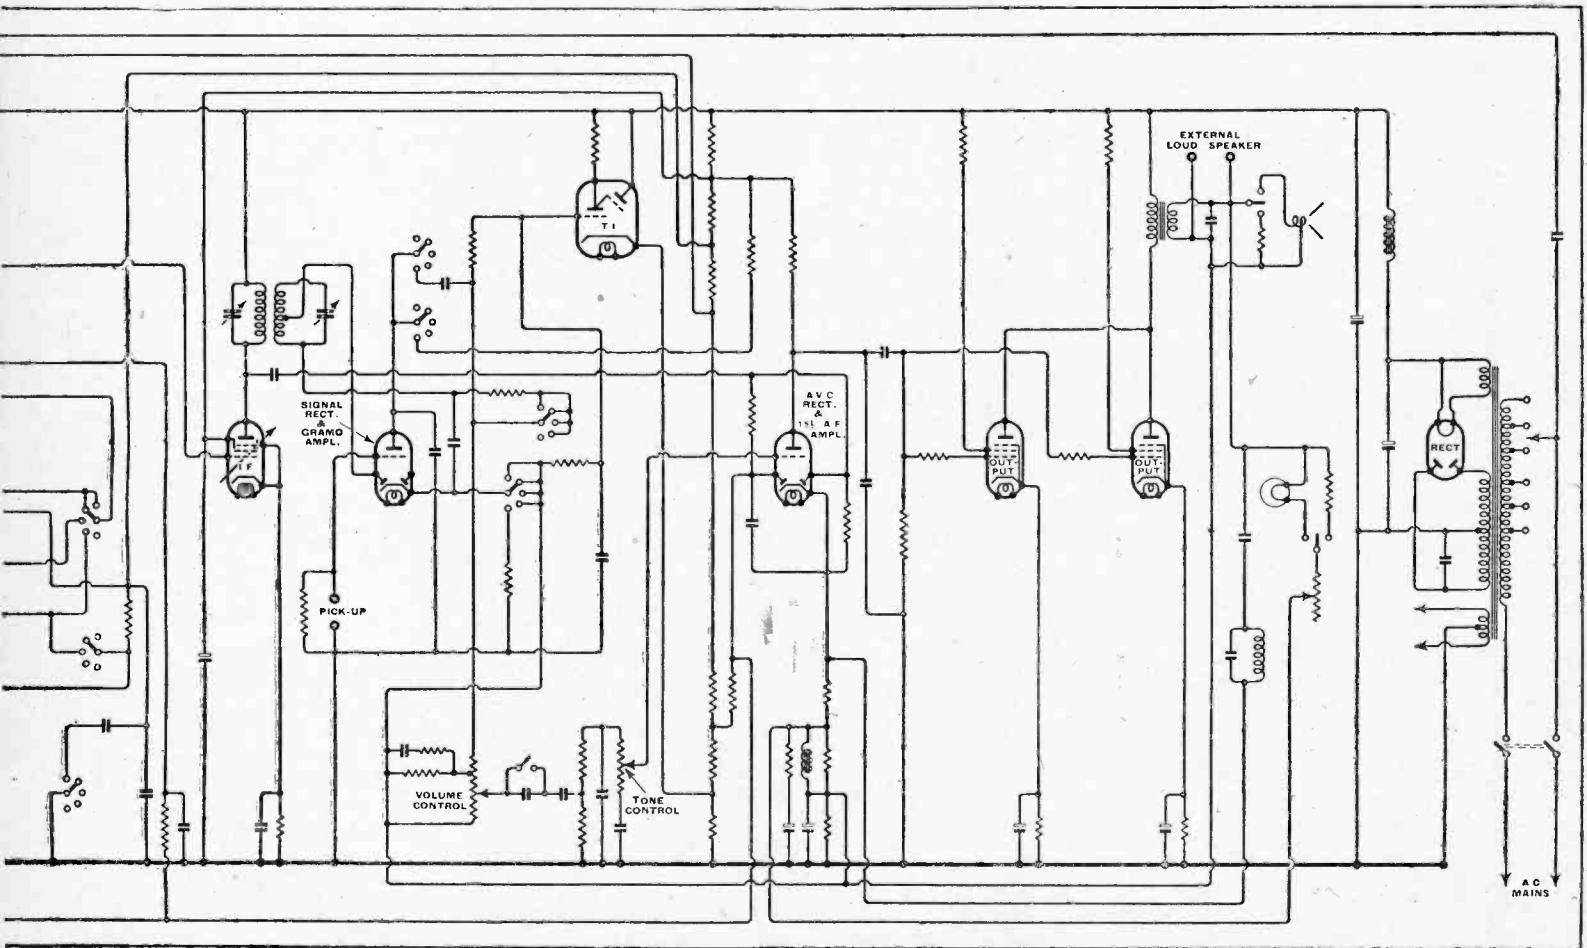 EXTERNAL
LOUD SPEAKER
T I
SIGNAL
RECT.
&
GRAMO
AMPL.
A V C
RECT.
&
1ST A F
AMPL.
I F
OUT-
PUT
OUT-
PUT
RECT
PICK-UP
VOLUME
CONTROL
TONE
CONTROL
A C
MAINS